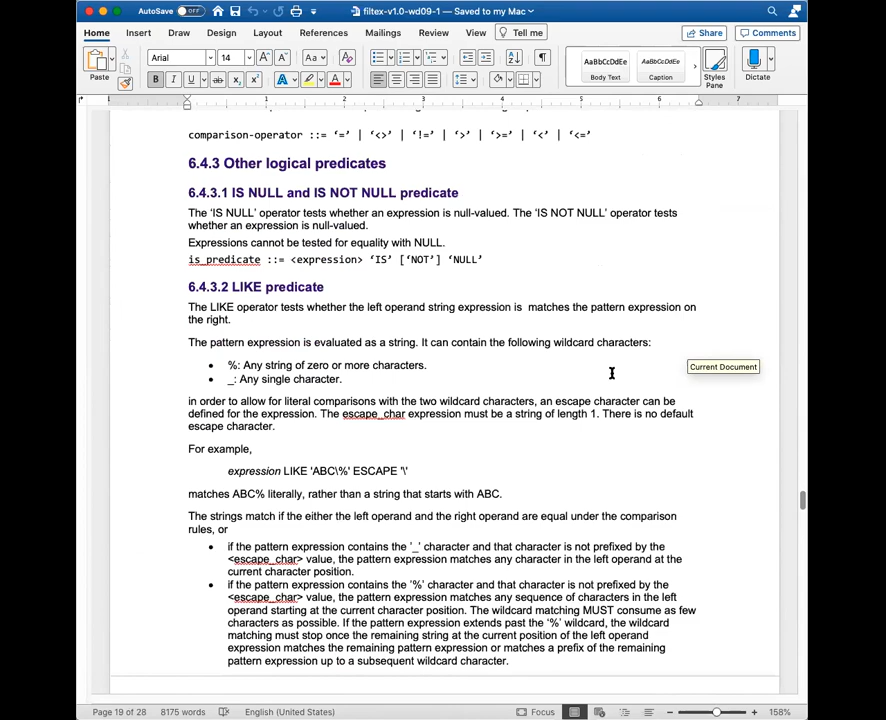 AutoSave OFF filtex-v1.0-wd09-1 — Saved to my Mac
Home Insert Draw Design Layout References Mailings Review View Tell me Share Comments
Arial 14 A A Aa A AaBbCcDdEe AaBbCcDdEe
Paste B I U ab x2 x2 A A Body Text Caption Styles Pane Dictate
1 1 2 3 4 5 6 7
comparison-operator ::= ‘=’ | ‘<>’ | ‘!=’ | ‘>’ | ‘>=’ | ‘<’ | ‘<=’
6.4.3 Other logical predicates
6.4.3.1 IS NULL and IS NOT NULL predicate
The ‘IS NULL’ operator tests whether an expression is null-valued. The ‘IS NOT NULL’ operator tests
whether an expression is null-valued.
Expressions cannot be tested for equality with NULL.
is_predicate ::= <expression> ‘IS’ [‘NOT’] ‘NULL’
6.4.3.2 LIKE predicate
The LIKE operator tests whether the left operand string expression is  matches the pattern expression on
the right.
The pattern expression is evaluated as a string. It can contain the following wildcard characters:
• %: Any string of zero or more characters.
Current Document
• _: Any single character.
in order to allow for literal comparisons with the two wildcard characters, an escape character can be
defined for the expression. The escape_char expression must be a string of length 1. There is no default
escape character.
For example,
expression LIKE 'ABC\%' ESCAPE '\'
matches ABC% literally, rather than a string that starts with ABC.
The strings match if the either the left operand and the right operand are equal under the comparison
rules, or
• if the pattern expression contains the '_' character and that character is not prefixed by the
<escape_char> value, the pattern expression matches any character in the left operand at the
current character position.
• if the pattern expression contains the '%' character and that character is not prefixed by the
<escape_char> value, the pattern expression matches any sequence of characters in the left
operand starting at the current character position. The wildcard matching MUST consume as few
characters as possible. If the pattern expression extends past the ‘%’ wildcard, the wildcard
matching must stop once the remaining string at the current position of the left operand
expression matches the remaining pattern expression or matches a prefix of the remaining
pattern expression up to a subsequent wildcard character.
Page 19 of 28 8175 words English (United States) Focus 158%